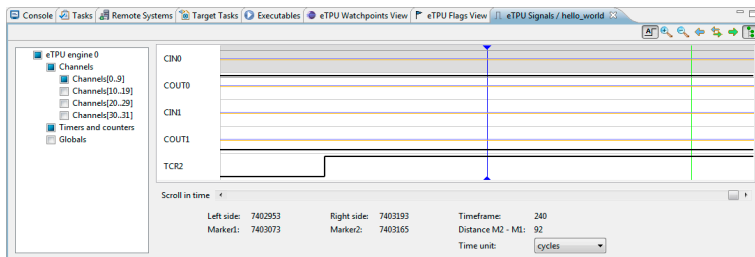 Console Tasks Remote Systems Target Tasks Executables eTPU Watchpoints View eTPU Flags View eTPU Signals / hello_world
eTPU engine 0
Channels
Channels[0..9]
Channels[10..19]
Channels[20..29]
Channels[30..31]
Timers and counters
Globals
CIN0
COUT0
CIN1
COUT1
TCR2
Scroll in time
Left side: 7402953 Right side: 7403193 Timeframe: 240
Marker1: 7403073 Marker2: 7403165 Distance M2 - M1: 92
Time unit: cycles